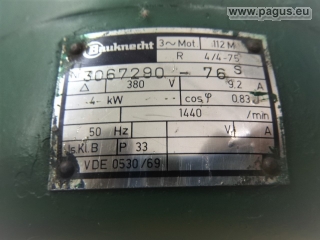 www.pagus.eu
Bauknecht 3~Mot 112M
R 4/4-75
3067290 - 76 S
△ 380 V 9.2 A
4 kW cos φ 0.83
1440 /min
50 Hz V A
Is.Kl.B P 33
VDE 0530/69